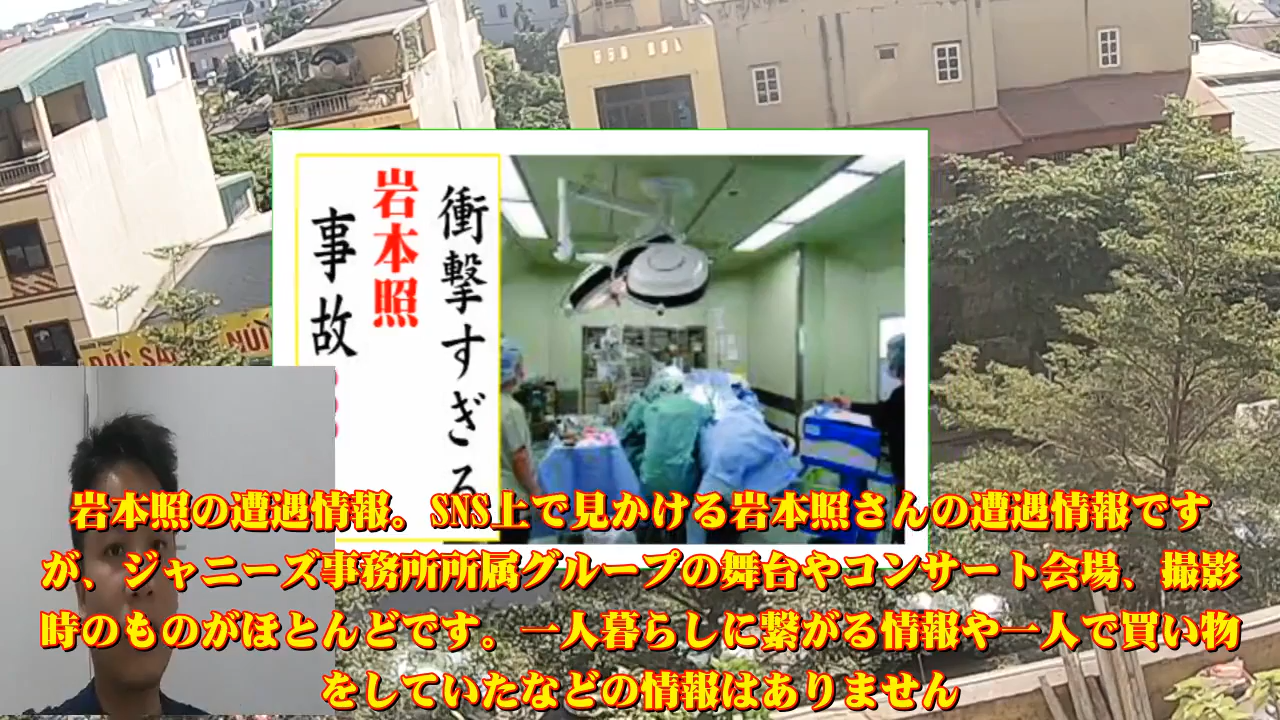 衝撃すぎる
岩本照
事故
ĐẶC SẢ
NÚI
岩本照の遭遇情報。SNS上で見かける岩本照さんの遭遇情報です
が、ジャニーズ事務所所属グループの舞台やコンサート会場、撮影
時のものがほとんどです。一人暮らしに繋がる情報や一人で買い物
をしていたなどの情報はありません